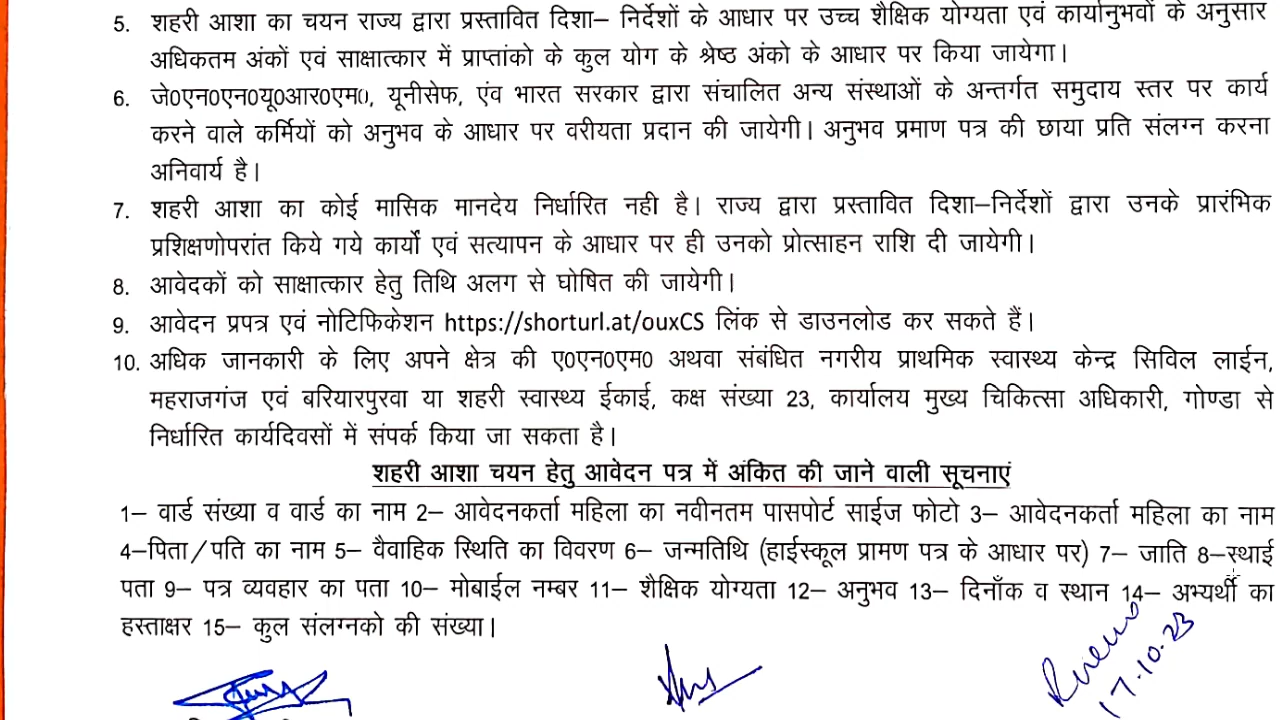 5. शहरी आशा का चयन राज्य द्वारा प्रस्तावित दिशा– निर्देशों के आधार पर उच्च शैक्षिक योग्यता एवं कार्यानुभवों के अनुसार
अधिकतम अंकों एवं साक्षात्कार में प्राप्तांको के कुल योग के श्रेष्ठ अंको के आधार पर किया जायेगा।
6. जे0एन0एन0यू0आर0एम0, यूनीसेफ, एंव भारत सरकार द्वारा संचालित अन्य संस्थाओं के अन्तर्गत समुदाय स्तर पर कार्य
करने वाले कर्मियों को अनुभव के आधार पर वरीयता प्रदान की जायेगी। अनुभव प्रमाण पत्र की छाया प्रति संलग्न करना
अनिवार्य है।
7. शहरी आशा का कोई मासिक मानदेय निर्धारित नही है। राज्य द्वारा प्रस्तावित दिशा–निर्देशों द्वारा उनके प्रारंभिक
प्रशिक्षणोपरांत किये गये कार्यों एवं सत्यापन के आधार पर ही उनको प्रोत्साहन राशि दी जायेगी।
8. आवेदकों को साक्षात्कार हेतु तिथि अलग से घोषित की जायेगी।
9. आवेदन प्रपत्र एवं नोटिफिकेशन https://shorturl.at/ouxCS लिंक से डाउनलोड कर सकते हैं।
10. अधिक जानकारी के लिए अपने क्षेत्र की ए0एन0एम0 अथवा संबंधित नगरीय प्राथमिक स्वास्थ्य केन्द्र सिविल लाईन,
महराजगंज एवं बरियारपुरवा या शहरी स्वास्थ्य ईकाई, कक्ष संख्या 23, कार्यालय मुख्य चिकित्सा अधिकारी, गोण्डा से
निर्धारित कार्यदिवसों में संपर्क किया जा सकता है।
शहरी आशा चयन हेतु आवेदन पत्र में अंकित की जाने वाली सूचनाएं
1– वार्ड संख्या व वार्ड का नाम 2– आवेदनकर्ता महिला का नवीनतम पासपोर्ट साईज फोटो 3– आवेदनकर्ता महिला का नाम
4–पिता/पति का नाम 5– वैवाहिक स्थिति का विवरण 6– जन्मतिथि (हाईस्कूल प्रामण पत्र के आधार पर) 7– जाति 8–स्थाई
पता 9– पत्र व्यवहार का पता 10– मोबाईल नम्बर 11– शैक्षिक योग्यता 12– अनुभव 13– दिनाँक व स्थान 14– अभ्यर्थी का
हस्ताक्षर 15– कुल संलग्नको की संख्या।
17.10.23